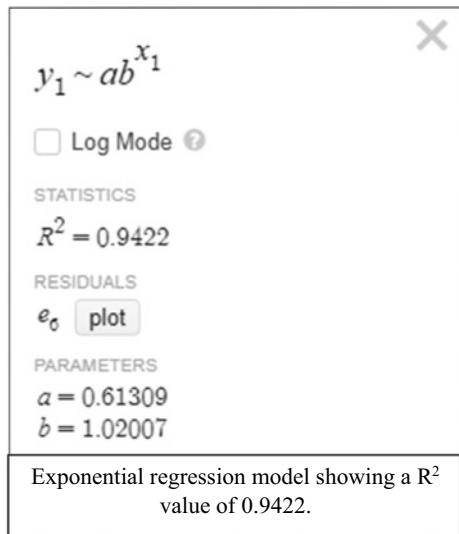 y₁ ~ ab^x₁
Log Mode ?
STATISTICS
R² = 0.9422
RESIDUALS
plot
PARAMETERS
a = 0.61309
b = 1.02007
Exponential regression model showing a R²
value of 0.9422.